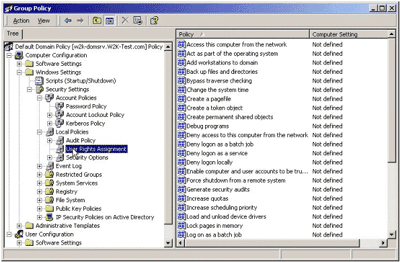 Group Policy
Action View
Tree
Default Domain Policy [w2k-domsrv.W2K-Test.com] Policy
Computer Configuration
Software Settings
Windows Settings
Scripts (Startup/Shutdown)
Security Settings
Account Policies
Password Policy
Account Lockout Policy
Kerberos Policy
Local Policies
Audit Policy
User Rights Assignment
Security Options
Event Log
Restricted Groups
System Services
Registry
File System
Public Key Policies
IP Security Policies on Active Directory
Administrative Templates
User Configuration
Software Settings
Policy Computer Setting
Access this computer from the network Not defined
Act as part of the operating system Not defined
Add workstations to domain Not defined
Back up files and directories Not defined
Bypass traverse checking Not defined
Change the system time Not defined
Create a pagefile Not defined
Create a token object Not defined
Create permanent shared objects Not defined
Debug programs Not defined
Deny access to this computer from the network Not defined
Deny logon as a batch job Not defined
Deny logon as a service Not defined
Deny logon locally Not defined
Enable computer and user accounts to be tru... Not defined
Force shutdown from a remote system Not defined
Generate security audits Not defined
Increase quotas Not defined
Increase scheduling priority Not defined
Load and unload device drivers Not defined
Lock pages in memory Not defined
Log on as a batch job Not defined